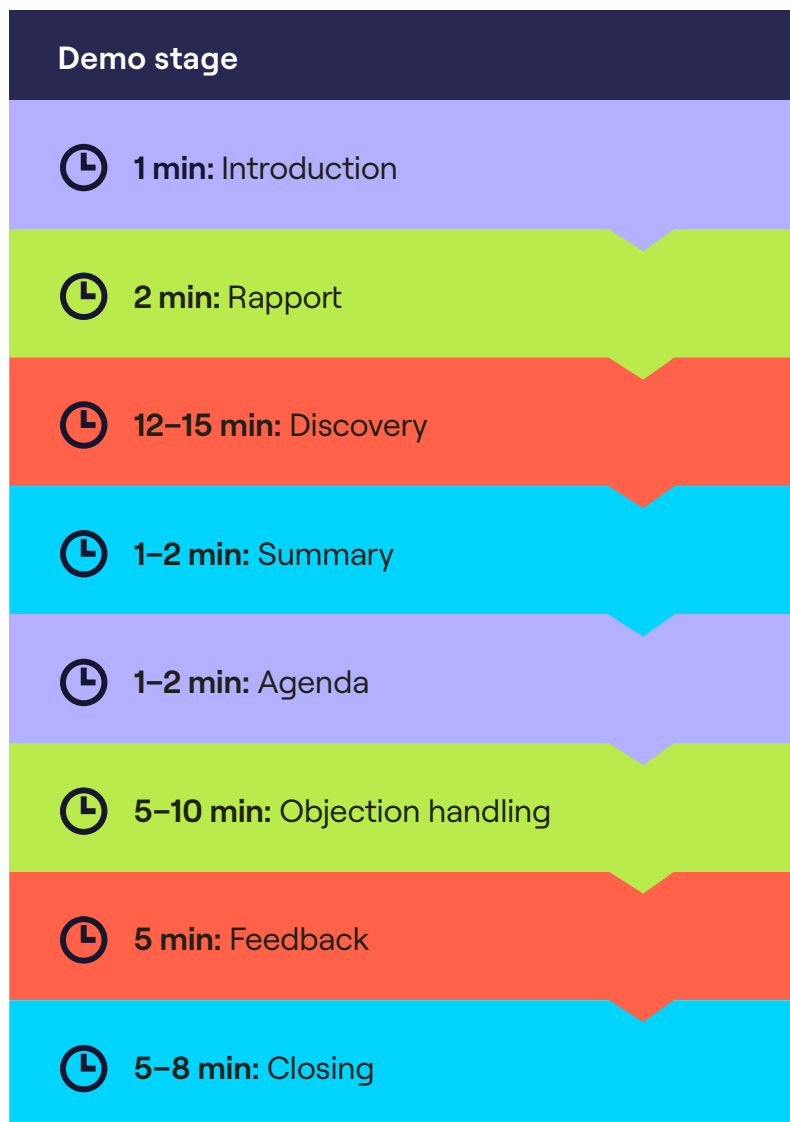 Demo stage
1 min: Introduction
2 min: Rapport
12–15 min: Discovery
1–2 min: Summary
1–2 min: Agenda
5–10 min: Objection handling
5 min: Feedback
5–8 min: Closing